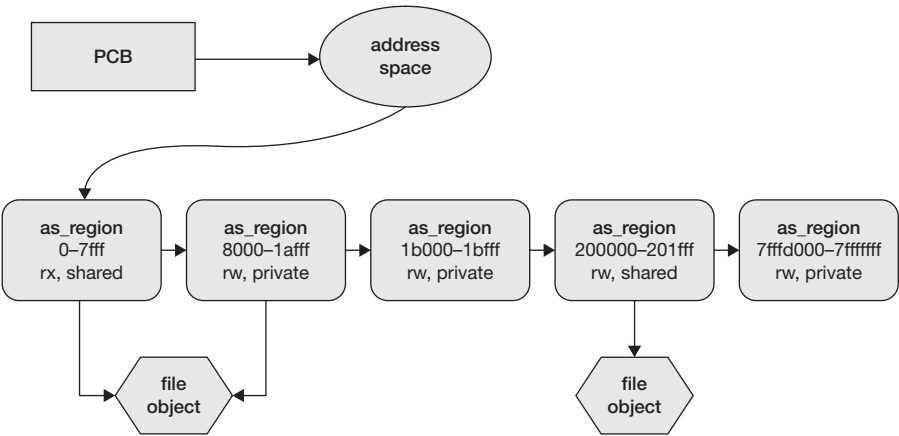 PCB
address
space
as_region
0–7fff
rx, shared
as_region
8000–1afff
rw, private
as_region
1b000–1bfff
rw, private
as_region
200000–201fff
rw, shared
as_region
7fffd000–7fffffff
rw, private
file
object
file
object